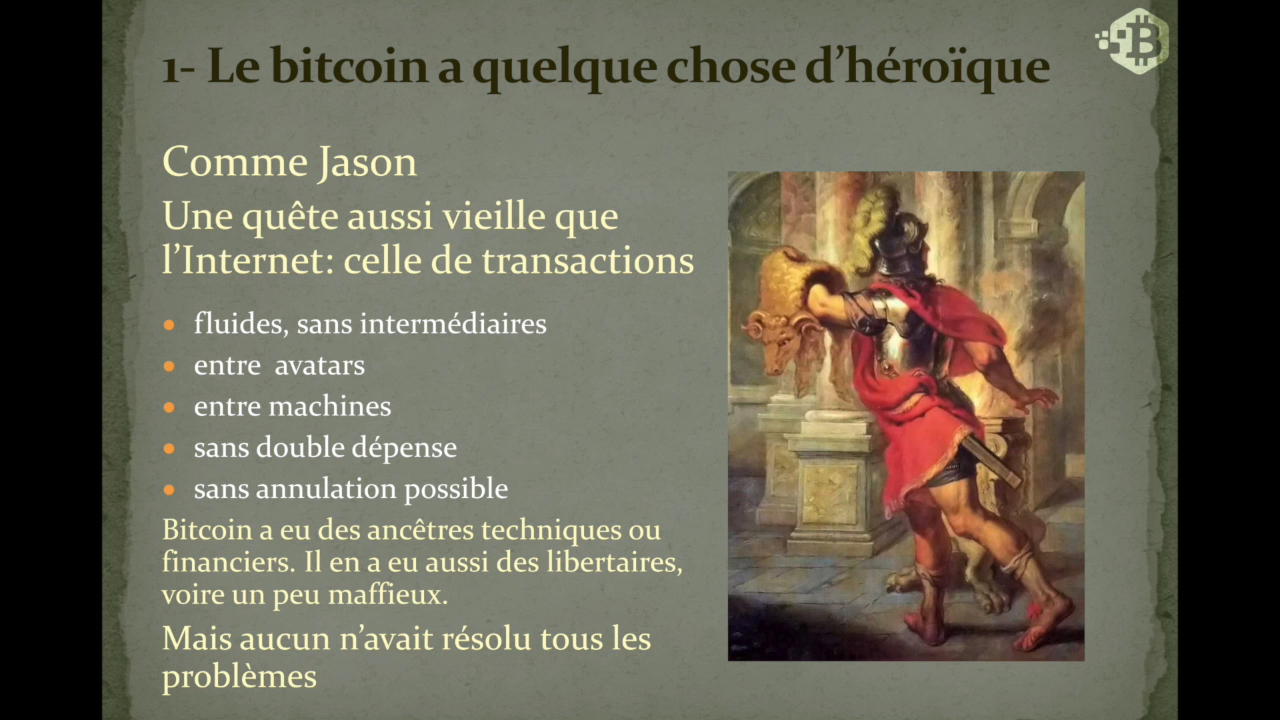 1- Le bitcoin a quelque chose d’héroïque
Comme Jason
Une quête aussi vieille que
l’Internet: celle de transactions
fluides, sans intermédiaires
entre avatars
entre machines
sans double dépense
sans annulation possible
Bitcoin a eu des ancêtres techniques ou
financiers. Il en a eu aussi des libertaires,
voire un peu maffieux.
Mais aucun n’avait résolu tous les
problèmes